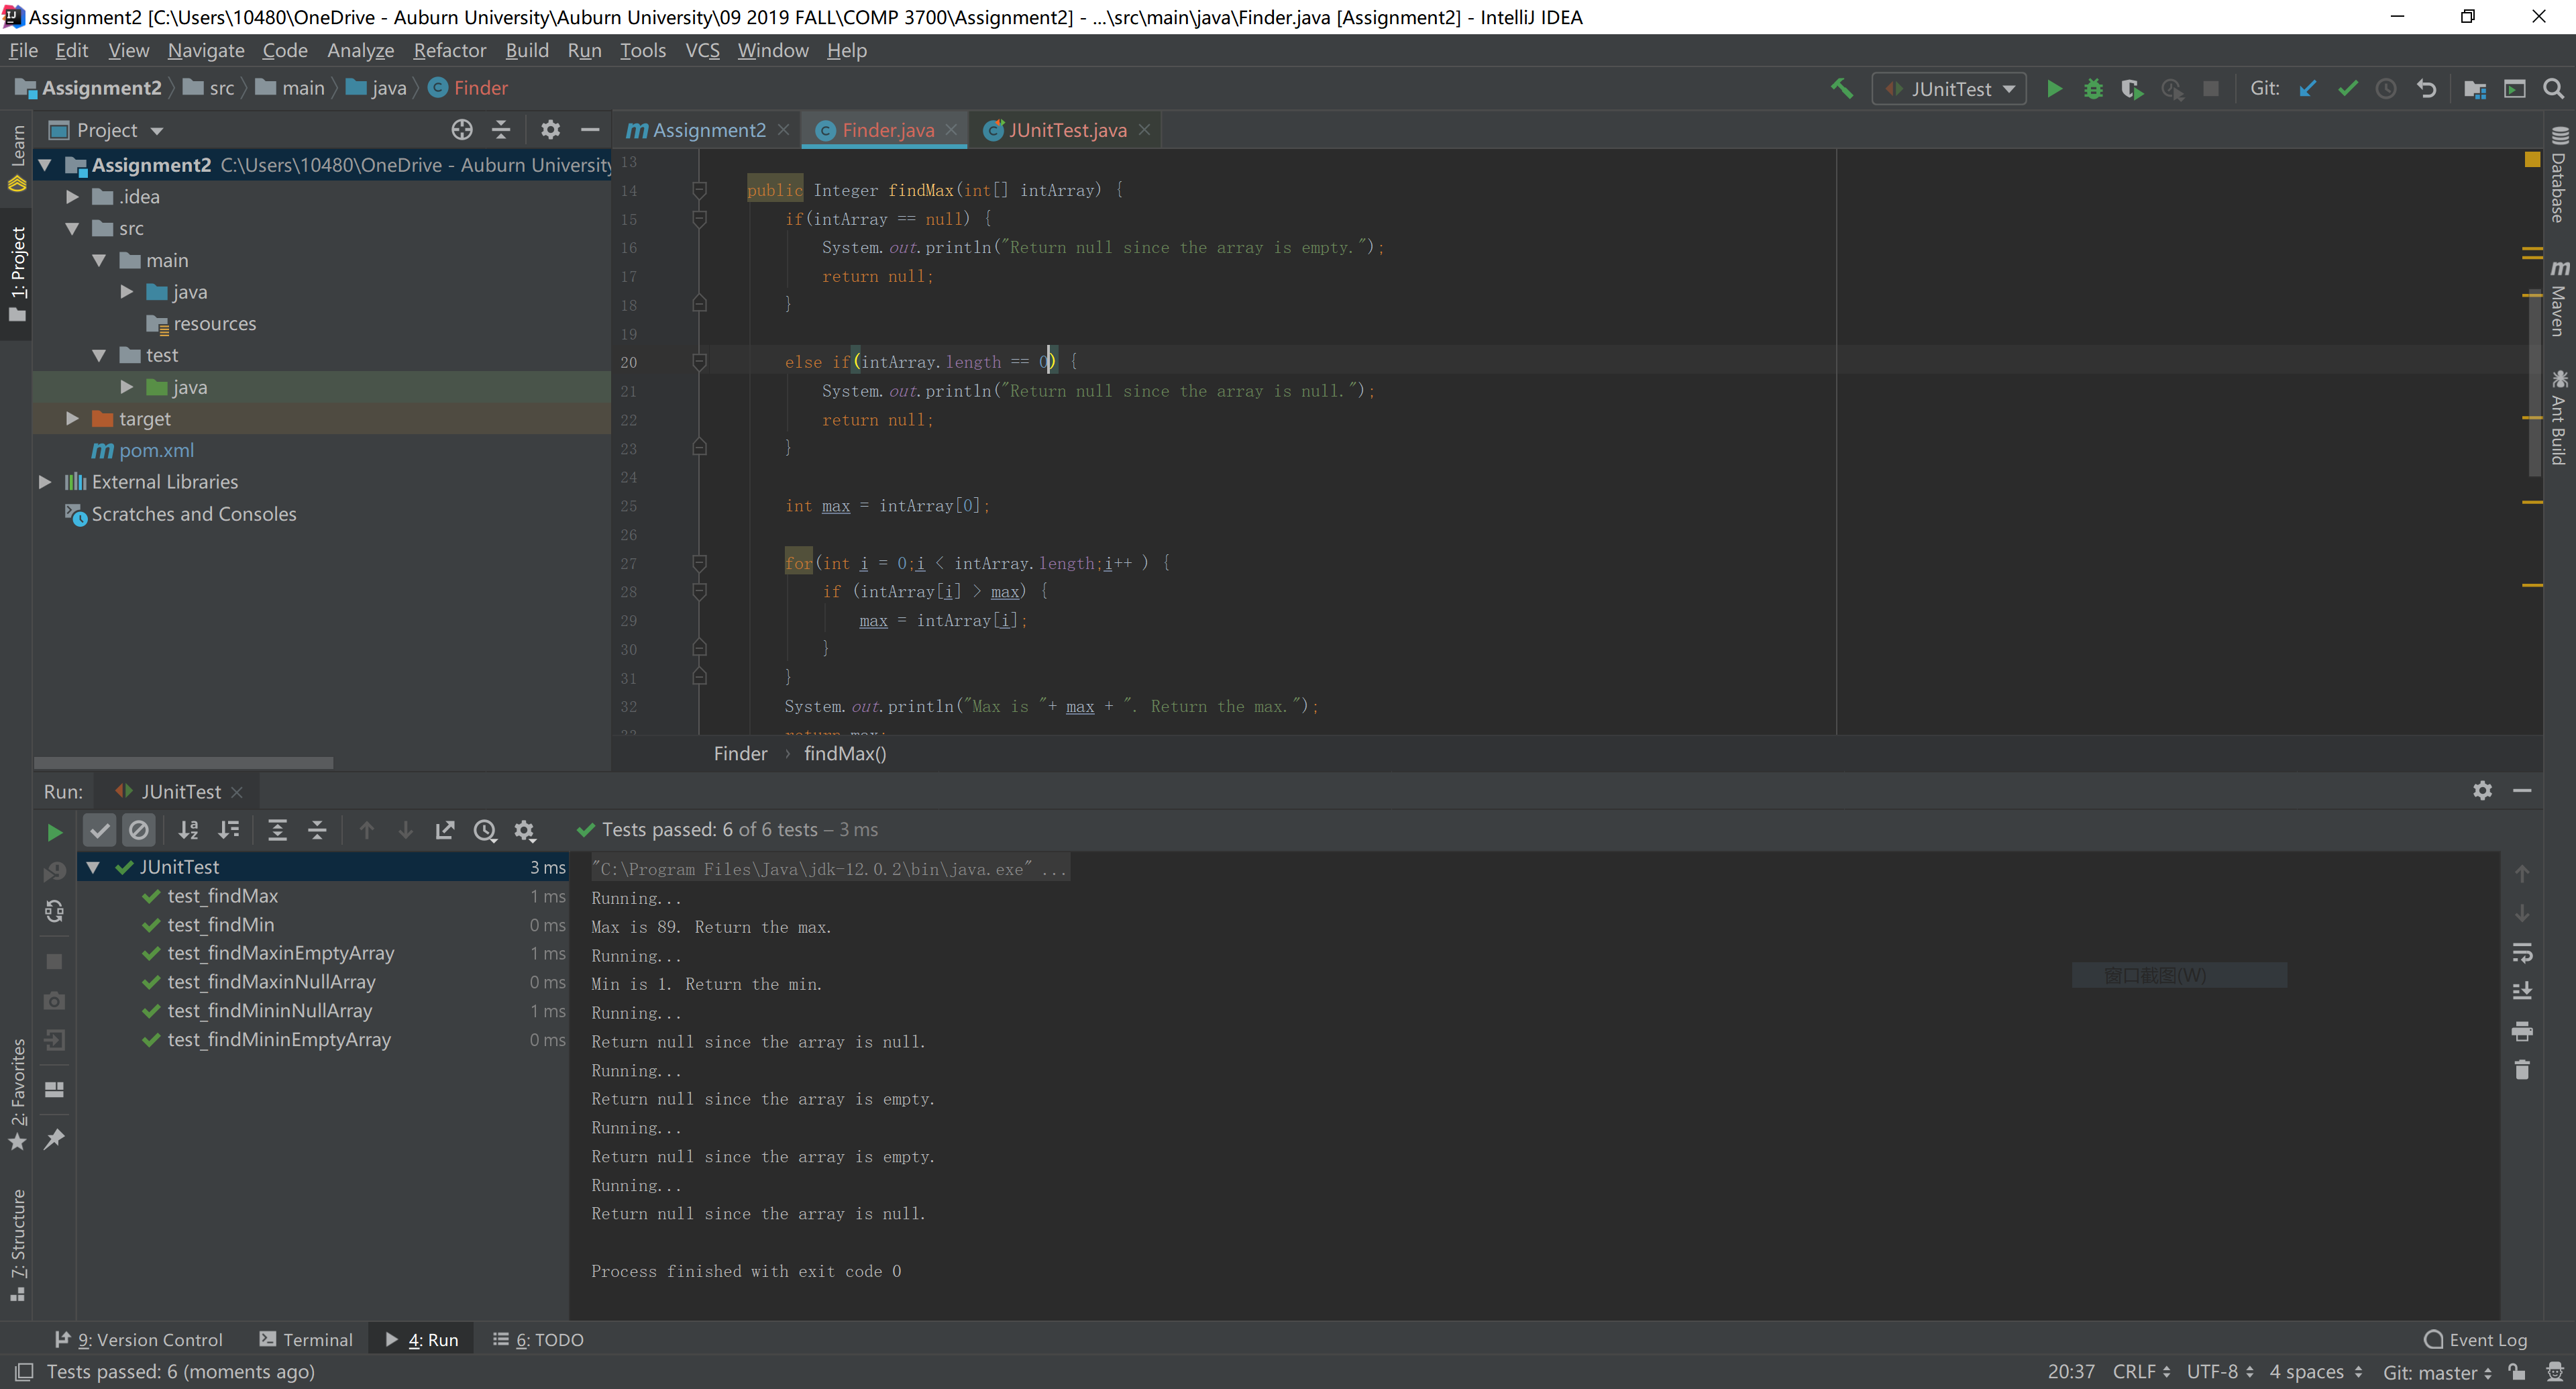 Assignment2 [C:\Users\10480\OneDrive - Auburn University\Auburn University\09 2019 FALL\COMP 3700\Assignment2] - ...\src\main\java\Finder.java [Assignment2] - IntelliJ IDEA
File Edit View Navigate Code Analyze Refactor Build Run Tools VCS Window Help
Assignment2 src main java Finder JUnitTest Git:
Project
Assignment2 Finder.java JUnitTest.java
Learn
1: Project
2: Favorites
7: Structure
Assignment2 C:\Users\10480\OneDrive - Auburn University
.idea
src
main
java
resources
test
java
target
pom.xml
External Libraries
Scratches and Consoles
13
14 public Integer findMax(int[] intArray) {
15 if(intArray == null) {
16 System.out.println("Return null since the array is empty.");
17 return null;
18 }
19
20 else if(intArray.length == 0) {
21 System.out.println("Return null since the array is null.");
22 return null;
23 }
24
25 int max = intArray[0];
26
27 for(int i = 0;i < intArray.length;i++ ) {
28 if (intArray[i] > max) {
29 max = intArray[i];
30 }
31 }
32 System.out.println("Max is "+ max + ". Return the max.");
33 return max;
Finder › findMax()
Database
Maven
Ant Build
Run: JUnitTest
Tests passed: 6 of 6 tests – 3 ms
JUnitTest 3 ms
test_findMax 1 ms
test_findMin 0 ms
test_findMaxinEmptyArray 1 ms
test_findMaxinNullArray 0 ms
test_findMininNullArray 1 ms
test_findMininEmptyArray 0 ms
"C:\Program Files\Java\jdk-12.0.2\bin\java.exe" ...
Running...
Max is 89. Return the max.
Running...
Min is 1. Return the min.
Running...
Return null since the array is null.
Running...
Return null since the array is empty.
Running...
Return null since the array is empty.
Running...
Return null since the array is null.
Process finished with exit code 0
窗口截图(W)
9: Version Control Terminal 4: Run 6: TODO Event Log
Tests passed: 6 (moments ago) 20:37 CRLF UTF-8 4 spaces Git: master